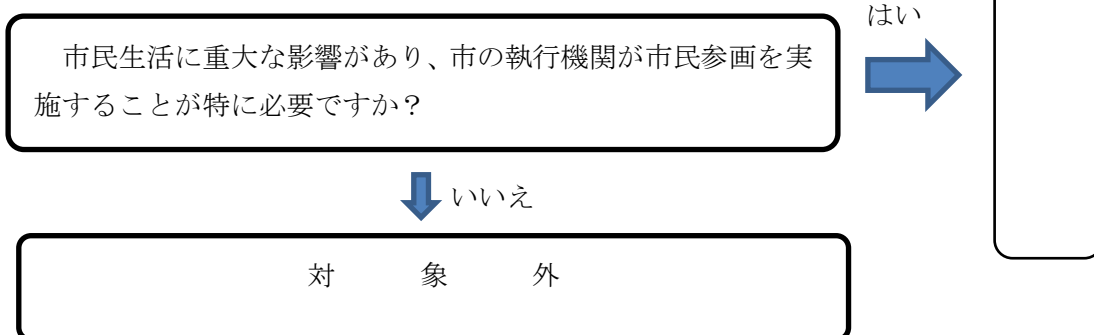 はい
市民生活に重大な影響があり、市の執行機関が市民参画を実
施することが特に必要ですか?
いいえ
対 象 外